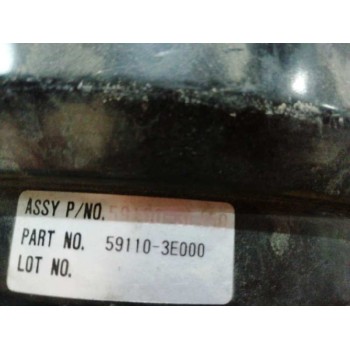 ASSY P/NO.
PART NO. 59110-3E000
LOT NO.